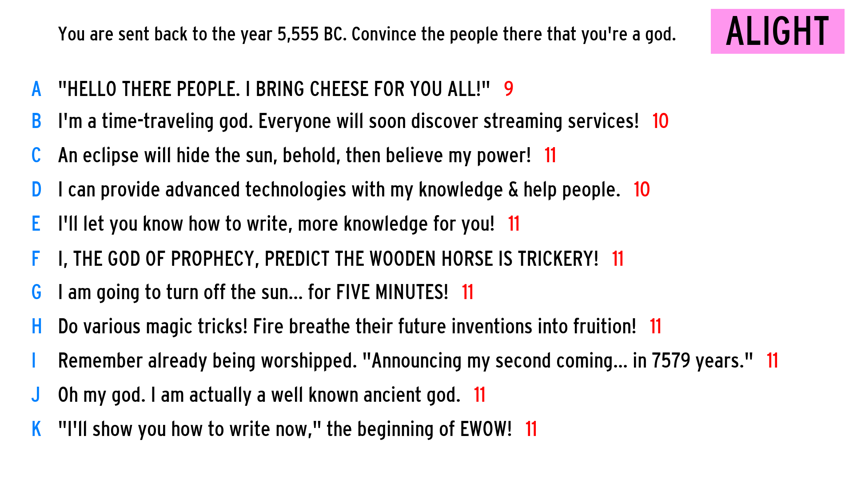 You are sent back to the year 5,555 BC. Convince the people there that you're a god.
ALIGHT
A "HELLO THERE PEOPLE. I BRING CHEESE FOR YOU ALL!" 9
B I'm a time-traveling god. Everyone will soon discover streaming services! 10
C An eclipse will hide the sun, behold, then believe my power! 11
D I can provide advanced technologies with my knowledge & help people. 10
E I'll let you know how to write, more knowledge for you! 11
F I, THE GOD OF PROPHECY, PREDICT THE WOODEN HORSE IS TRICKERY! 11
G I am going to turn off the sun... for FIVE MINUTES! 11
H Do various magic tricks! Fire breathe their future inventions into fruition! 11
I Remember already being worshipped. "Announcing my second coming... in 7579 years." 11
J Oh my god. I am actually a well known ancient god. 11
K "I'll show you how to write now," the beginning of EWOW! 11